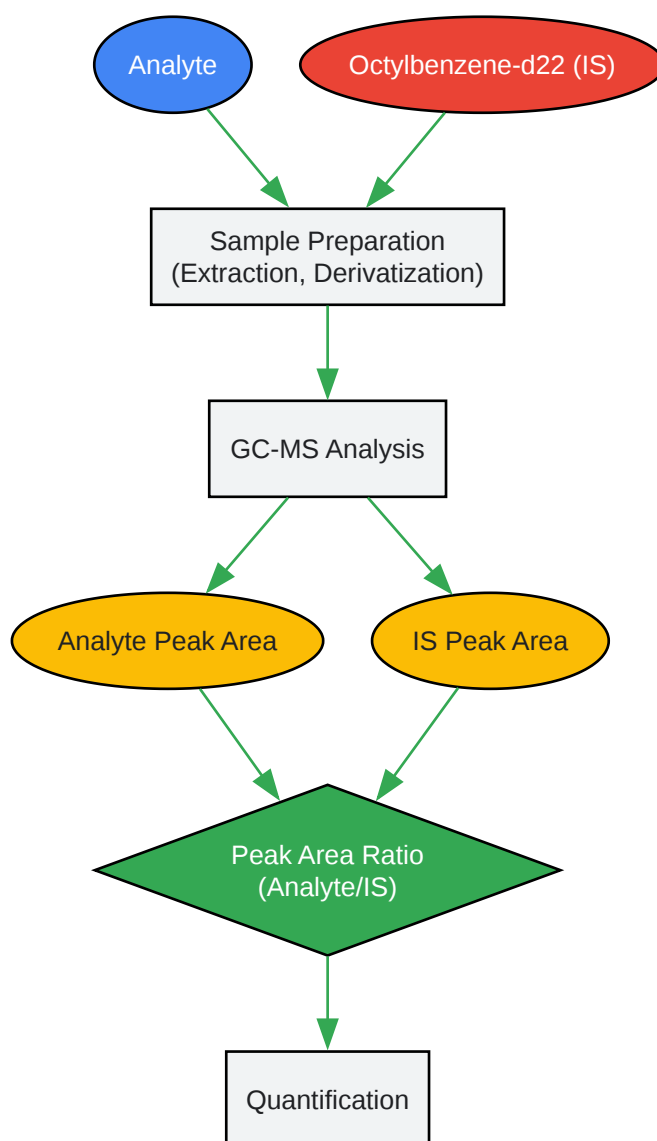 Analyte
Octylbenzene-d22 (IS)
Sample Preparation
(Extraction, Derivatization)
GC-MS Analysis
Analyte Peak Area
IS Peak Area
Peak Area Ratio
(Analyte/IS)
Quantification